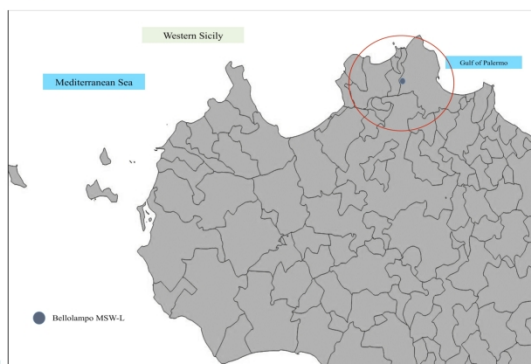 Western Sicily
Gulf of Palermo
Mediterranean Sea
Bellolampo MSW-L